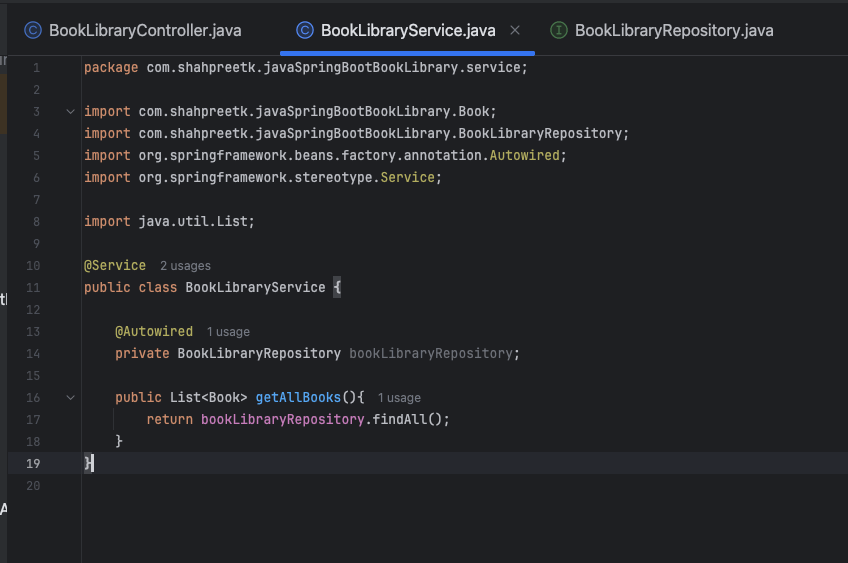 BookLibraryController.java BookLibraryService.java BookLibraryRepository.java
1 package com.shahpreetk.javaSpringBootBookLibrary.service;
2
3 import com.shahpreetk.javaSpringBootBookLibrary.Book;
4 import com.shahpreetk.javaSpringBootBookLibrary.BookLibraryRepository;
5 import org.springframework.beans.factory.annotation.Autowired;
6 import org.springframework.stereotype.Service;
7
8 import java.util.List;
9
10 @Service 2 usages
11 public class BookLibraryService {
12
13 @Autowired 1 usage
14 private BookLibraryRepository bookLibraryRepository;
15
16 public List<Book> getAllBooks(){ 1 usage
17 return bookLibraryRepository.findAll();
18 }
19 }
20